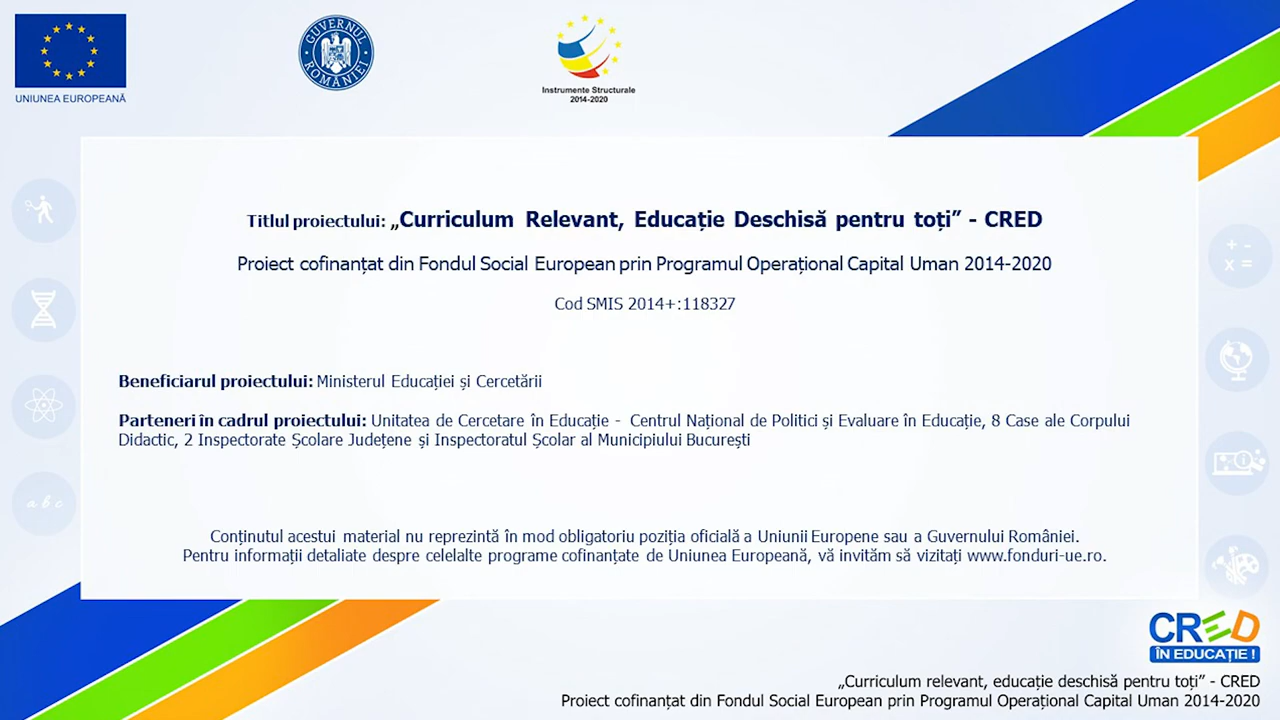 UNIUNEA EUROPEANĂ
GUVERNUL ROMÂNIEI
Instrumente Structurale
2014-2020
Titlul proiectului: „Curriculum Relevant, Educație Deschisă pentru toți” - CRED
Proiect cofinanțat din Fondul Social European prin Programul Operațional Capital Uman 2014-2020
Cod SMIS 2014+:118327
+ -
x =
Beneficiarul proiectului: Ministerul Educației și Cercetării
Parteneri în cadrul proiectului: Unitatea de Cercetare în Educație - Centrul Național de Politici și Evaluare în Educație, 8 Case ale Corpului
Didactic, 2 Inspectorate Școlare Județene și Inspectoratul Școlar al Municipiului București
a b c
Conținutul acestui material nu reprezintă în mod obligatoriu poziția oficială a Uniunii Europene sau a Guvernului României.
Pentru informații detaliate despre celelalte programe cofinanțate de Uniunea Europeană, vă invităm să vizitați www.fonduri-ue.ro.
CRED
ÎN EDUCAȚIE !
„Curriculum relevant, educație deschisă pentru toți” - CRED
Proiect cofinanțat din Fondul Social European prin Programul Operațional Capital Uman 2014-2020